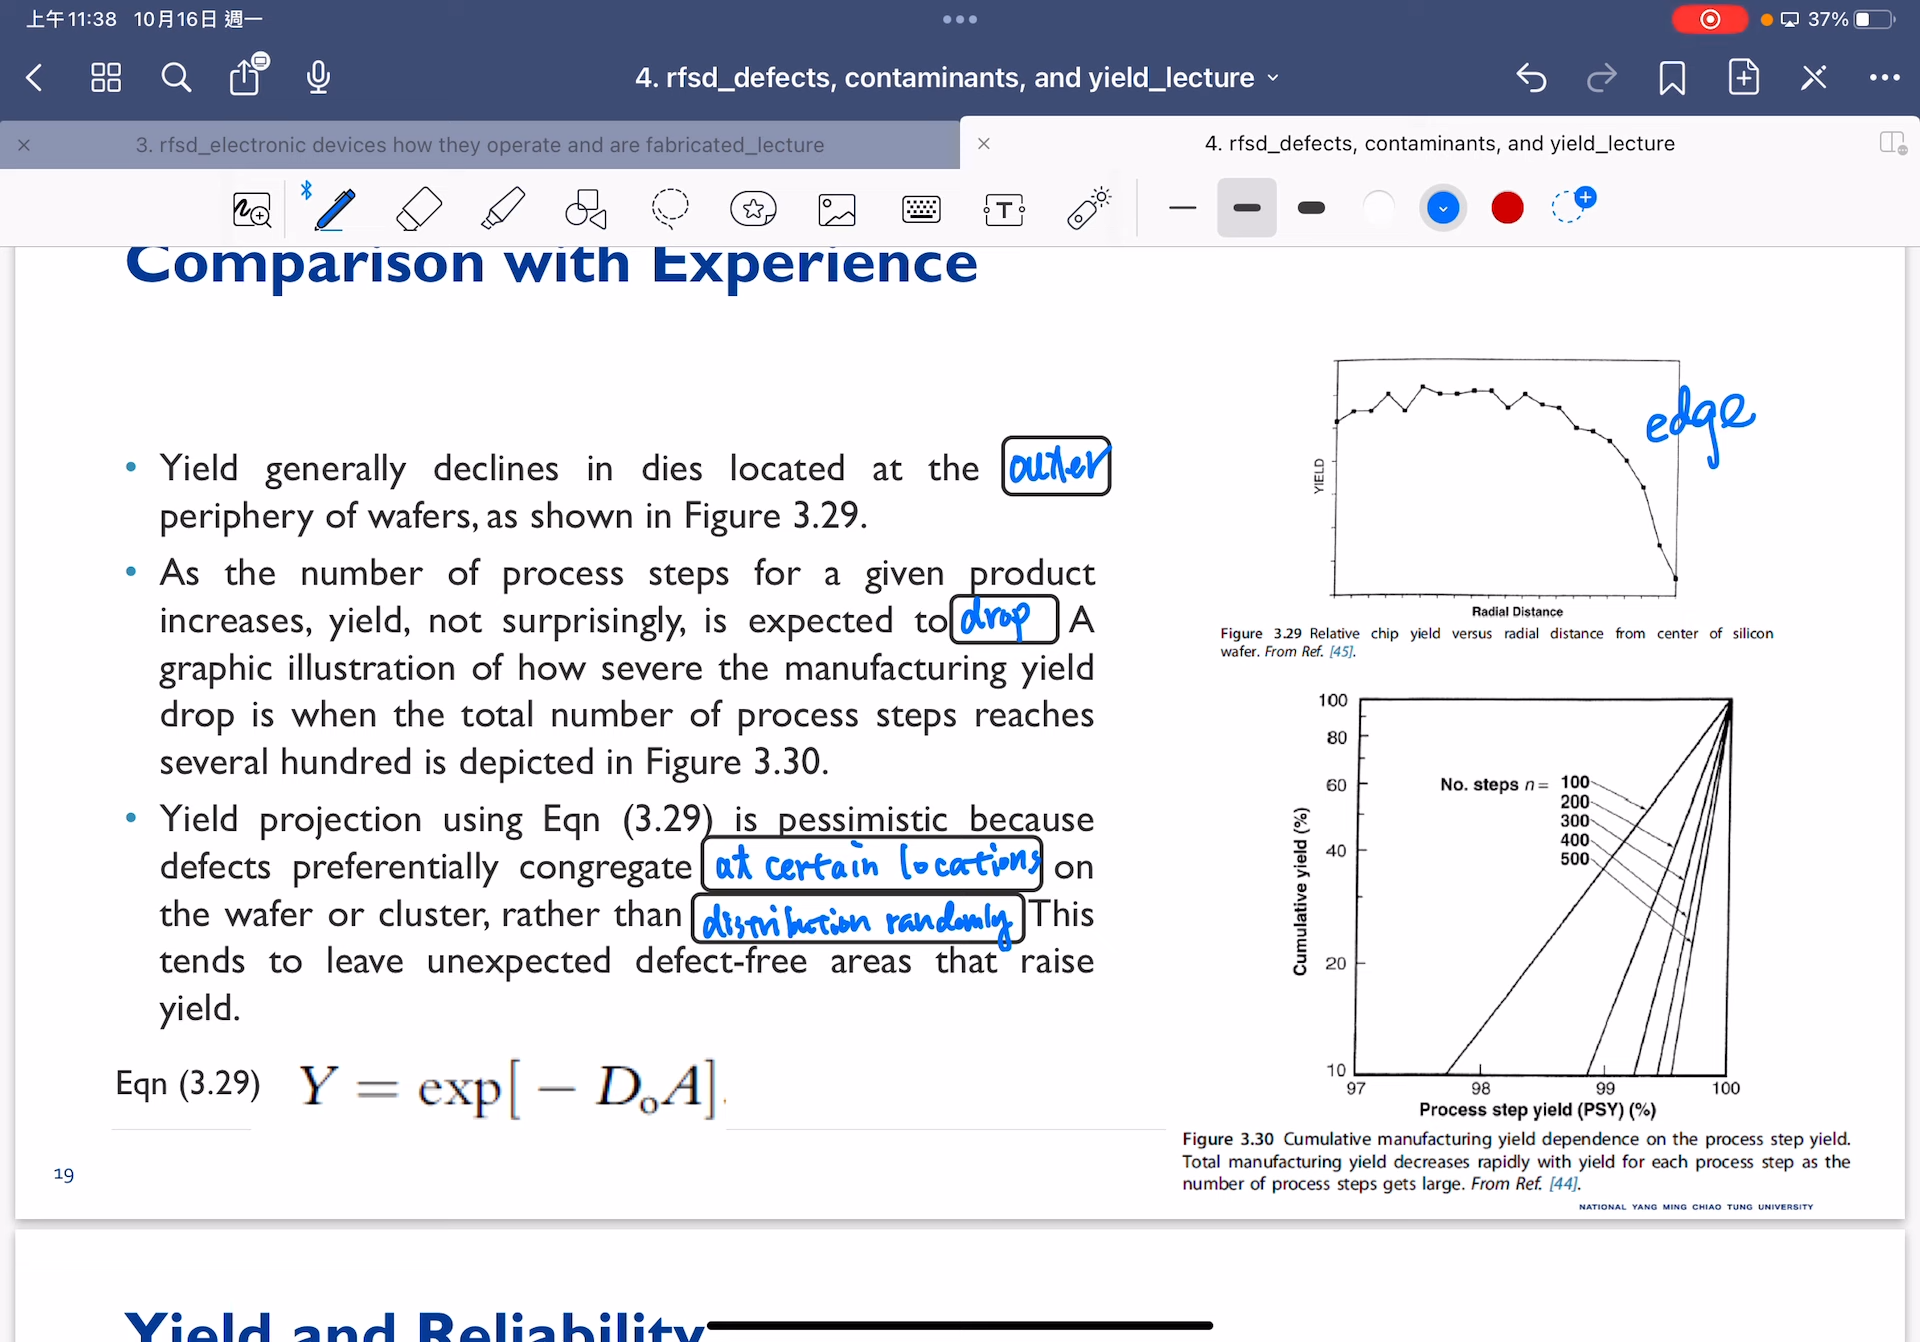 上午11:38 10月16日 週一
37%
4. rfsd_defects, contaminants, and yield_lecture
3. rfsd_electronic devices how they operate and are fabricated_lecture
4. rfsd_defects, contaminants, and yield_lecture
Comparison with Experience
• Yield generally declines in dies located at the outer
periphery of wafers, as shown in Figure 3.29.
• As the number of process steps for a given product
increases, yield, not surprisingly, is expected to drop A
graphic illustration of how severe the manufacturing yield
drop is when the total number of process steps reaches
several hundred is depicted in Figure 3.30.
• Yield projection using Eqn (3.29) is pessimistic because
defects preferentially congregate at certain locations on
the wafer or cluster, rather than distribution randomly This
tends to leave unexpected defect-free areas that raise
yield.
Eqn (3.29) Y = exp[ − DₒA].
19
edge
YIELD
Radial Distance
Figure 3.29 Relative chip yield versus radial distance from center of silicon
wafer. From Ref. [45].
100
80
60
40
20
10
Cumulative yield (%)
No. steps n = 100
200
300
400
500
97 98 99 100
Process step yield (PSY) (%)
Figure 3.30 Cumulative manufacturing yield dependence on the process step yield.
Total manufacturing yield decreases rapidly with yield for each process step as the
number of process steps gets large. From Ref. [44].
NATIONAL YANG MING CHIAO TUNG UNIVERSITY
Yield and Reliability